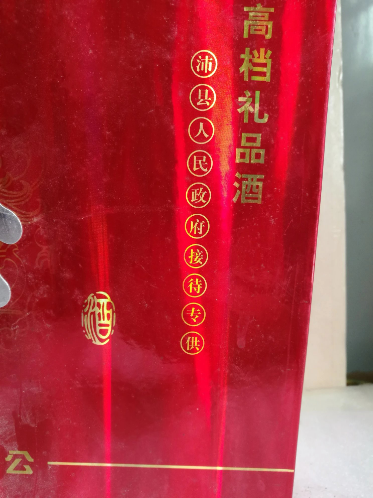 高档礼品酒
沛县人民政府接待专供
酒
公